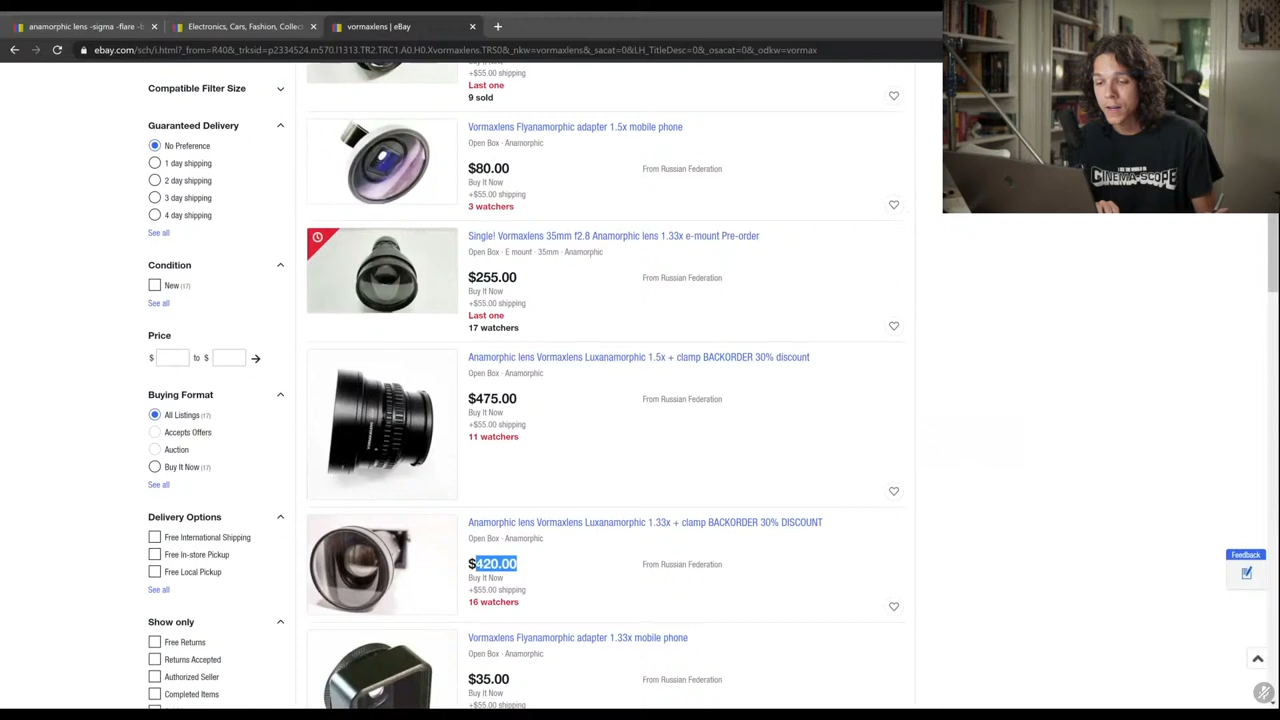 anamorphic lens -sigma -flare -b
Electronics, Cars, Fashion, Collec
vormaxlens | eBay
ebay.com/sch/i.html?_from=R40&_trksid=p2334524.m570.l1313.TR2.TRC1.A0.H0.Xvormaxlens.TRS0&_nkw=vormaxlens&_sacat=0&LH_TitleDesc=0&_osacat=0&_odkw=vormax
Compatible Filter Size
Guaranteed Delivery
No Preference
1 day shipping
2 day shipping
3 day shipping
4 day shipping
See all
Condition
New (17)
See all
Price
$ to $
Buying Format
All Listings (17)
Accepts Offers
Auction
Buy It Now (17)
See all
Delivery Options
Free International Shipping
Free In-store Pickup
Free Local Pickup
See all
Show only
Free Returns
Returns Accepted
Authorized Seller
Completed Items
+$55.00 shipping
Last one
9 sold
Vormaxlens Flyanamorphic adapter 1.5x mobile phone
Open Box · Anamorphic
$80.00
From Russian Federation
Buy It Now
+$55.00 shipping
3 watchers
Single! Vormaxlens 35mm f2.8 Anamorphic lens 1.33x e-mount Pre-order
Open Box · E mount · 35mm · Anamorphic
$255.00
From Russian Federation
Buy It Now
+$55.00 shipping
Last one
17 watchers
Anamorphic lens Vormaxlens Luxanamorphic 1.5x + clamp BACKORDER 30% discount
Open Box · Anamorphic
$475.00
From Russian Federation
Buy It Now
+$55.00 shipping
11 watchers
Anamorphic lens Vormaxlens Luxanamorphic 1.33x + clamp BACKORDER 30% DISCOUNT
Open Box · Anamorphic
$420.00
From Russian Federation
Buy It Now
+$55.00 shipping
16 watchers
Vormaxlens Flyanamorphic adapter 1.33x mobile phone
Open Box · Anamorphic
$35.00
From Russian Federation
Buy It Now
+$55.00 shipping
Feedback
CINEMA-SCOPE